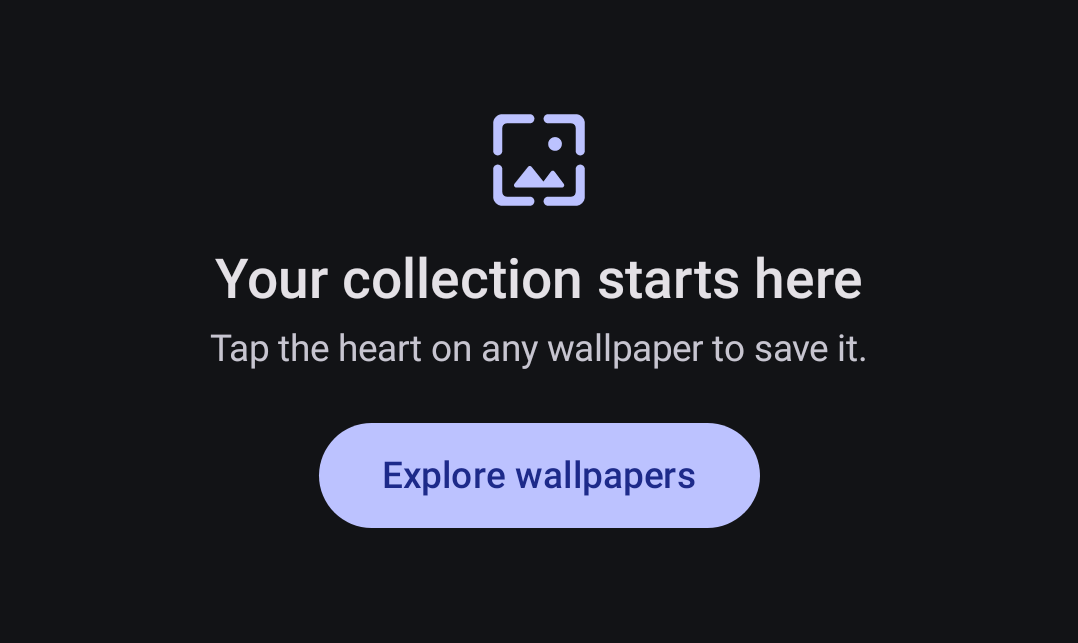 Your collection starts here
Tap the heart on any wallpaper to save it.
Explore wallpapers